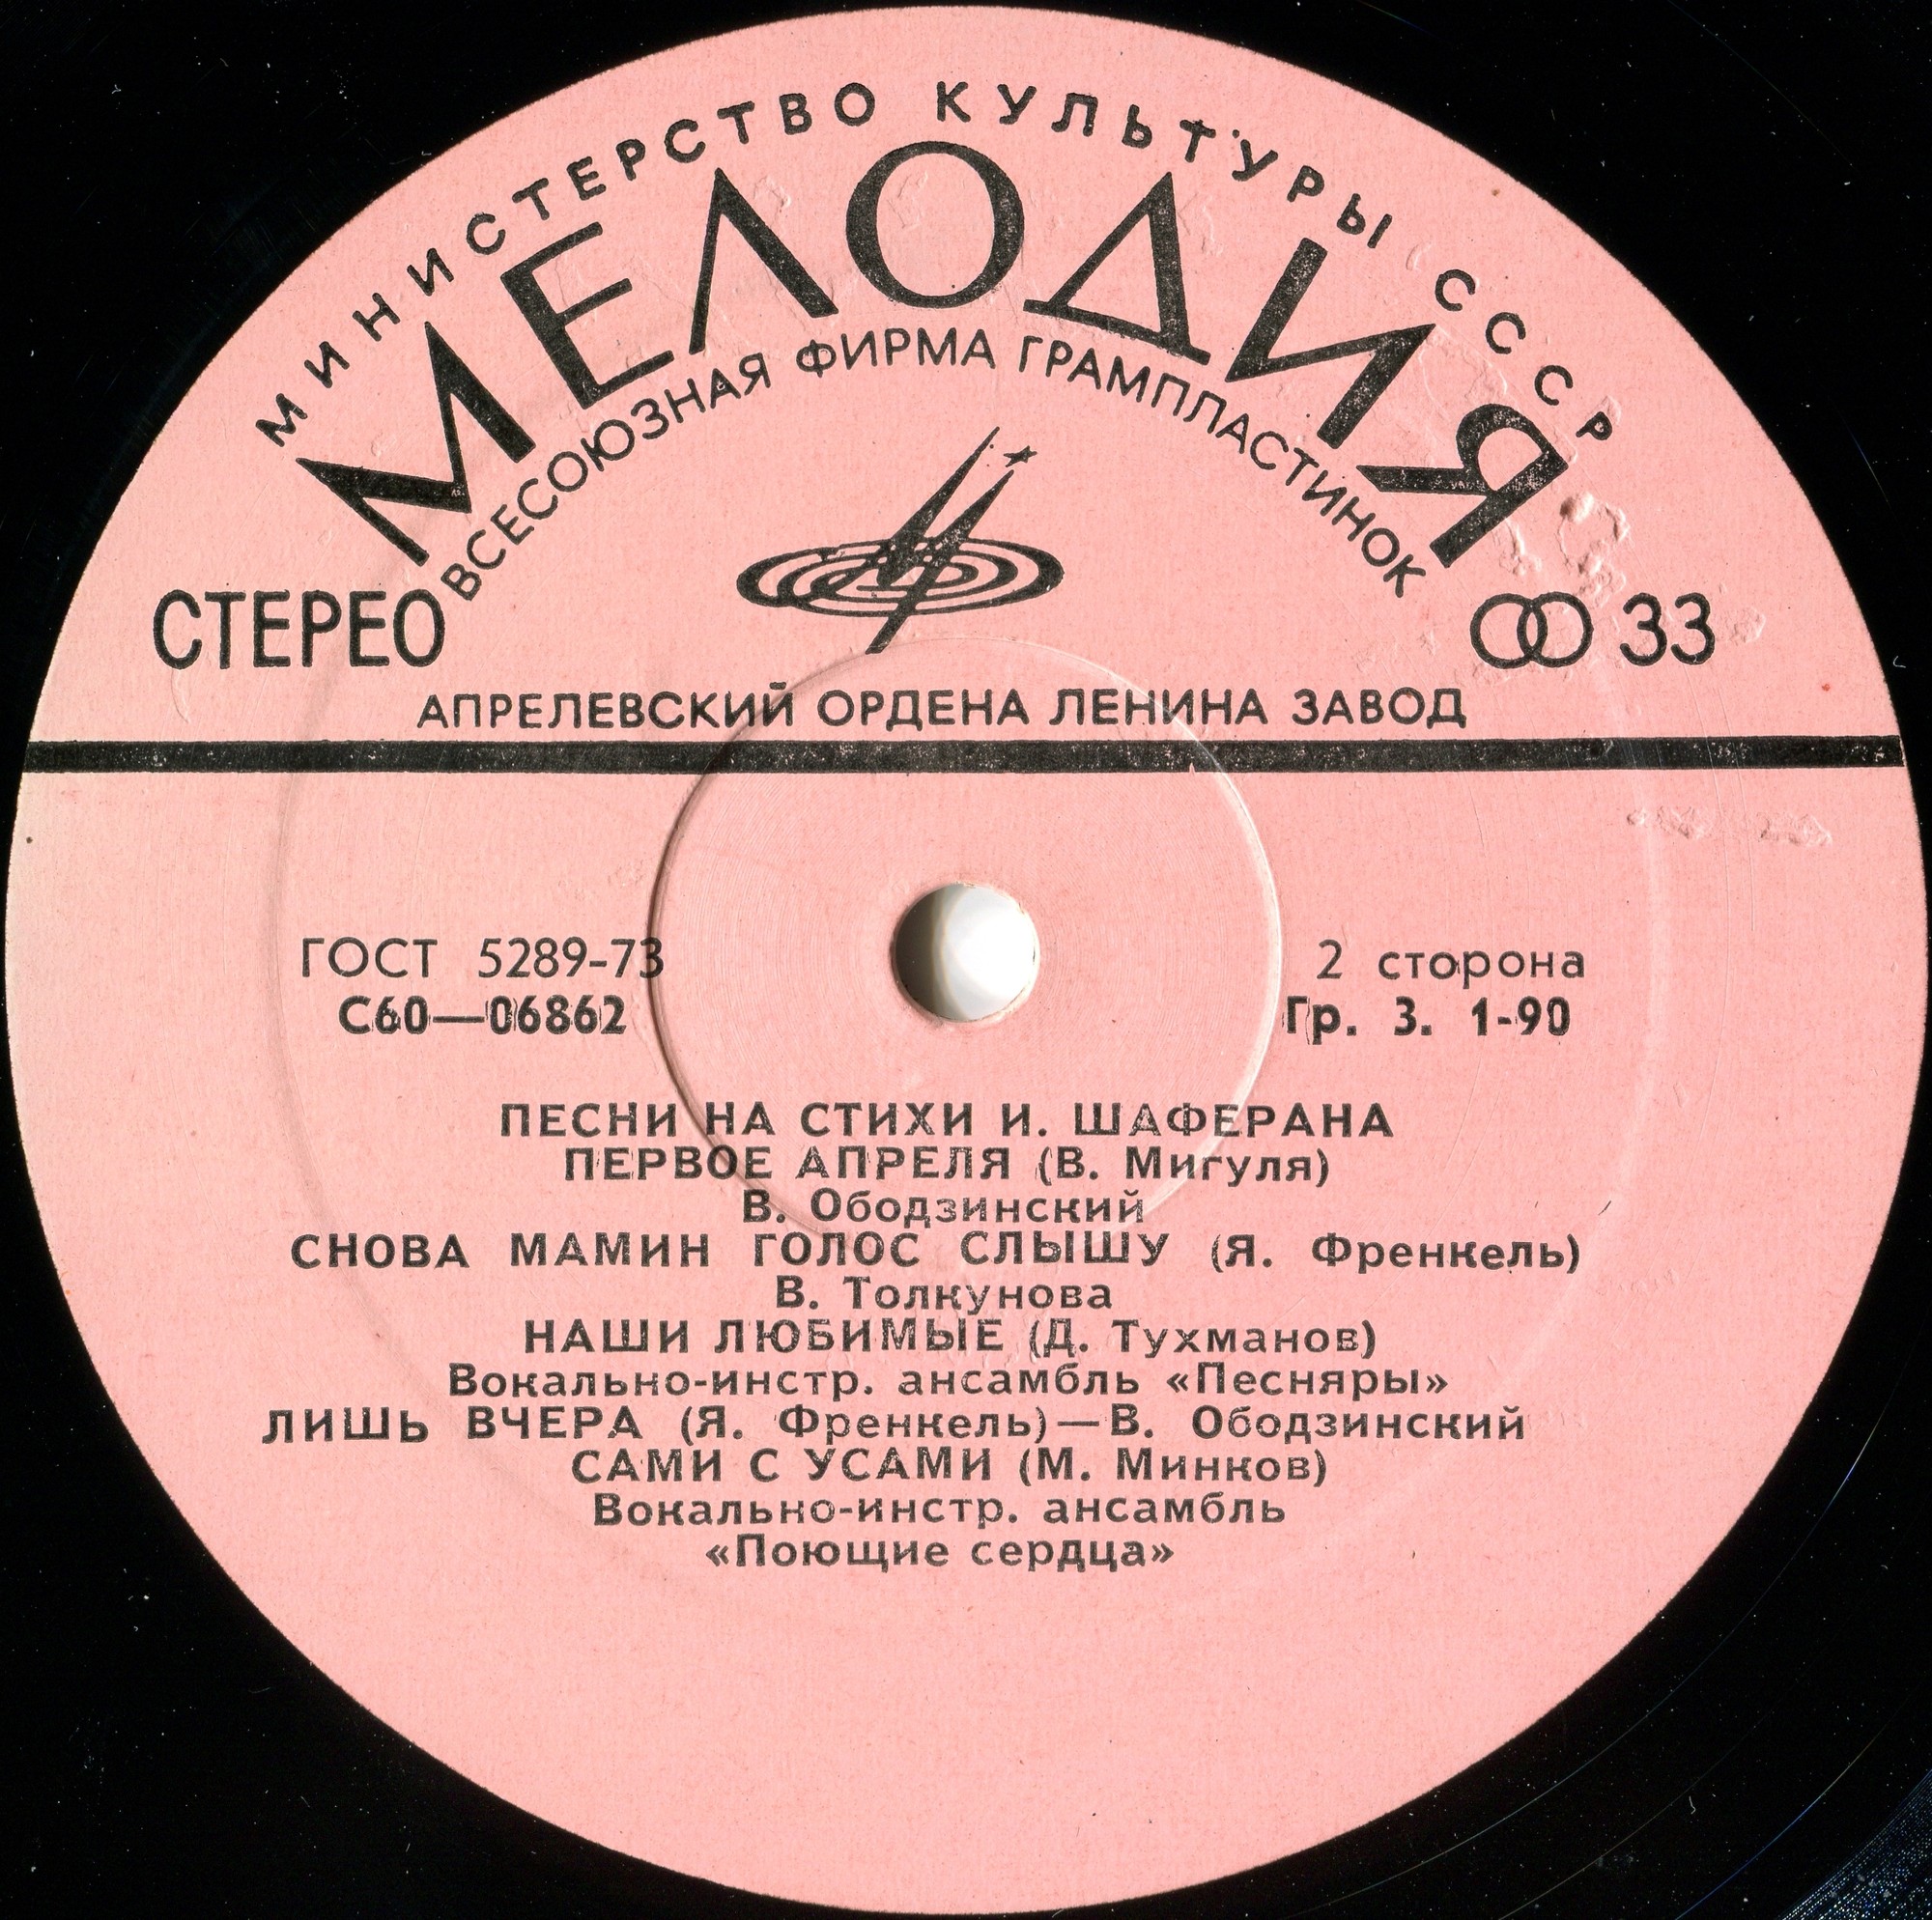 МИНИСТЕРСТВО КУЛЬТУРЫ СССР
МЕЛОДИЯ
ВСЕСОЮЗНАЯ ФИРМА ГРАМПЛАСТИНОК
СТЕРЕО
33
АПРЕЛЕВСКИЙ ОРДЕНА ЛЕНИНА ЗАВОД
ГОСТ 5289-73
2 сторона
С60—06862
Гр. 3. 1-90
ПЕСНИ НА СТИХИ И. ШАФЕРАНА
ПЕРВОЕ АПРЕЛЯ (В. Мигуля)
В. Ободзинский
СНОВА МАМИН ГОЛОС СЛЫШУ (Я. Френкель)
В. Толкунова
НАШИ ЛЮБИМЫЕ (Д. Тухманов)
Вокально-инстр. ансамбль «Песняры»
ЛИШЬ ВЧЕРА (Я. Френкель)—В. Ободзинский
САМИ С УСАМИ (М. Минков)
Вокально-инстр. ансамбль
«Поющие сердца»